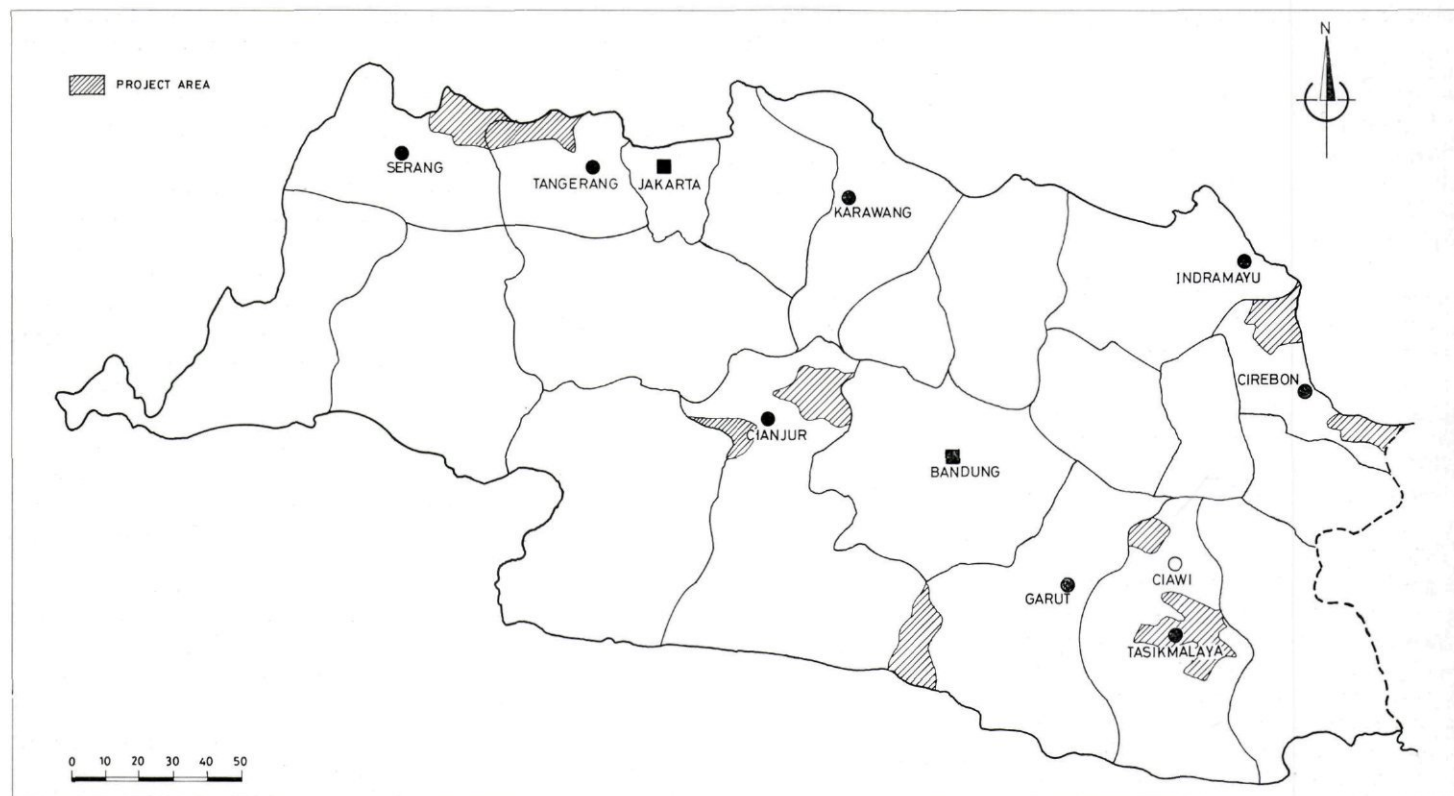 N
PROJECT AREA
SERANG
TANGERANG
JAKARTA
KARAWANG
INDRAMAYU
CIREBON
CIANJUR
BANDUNG
CIAWI
GARUT
TASIKMALAYA
0 10 20 30 40 50